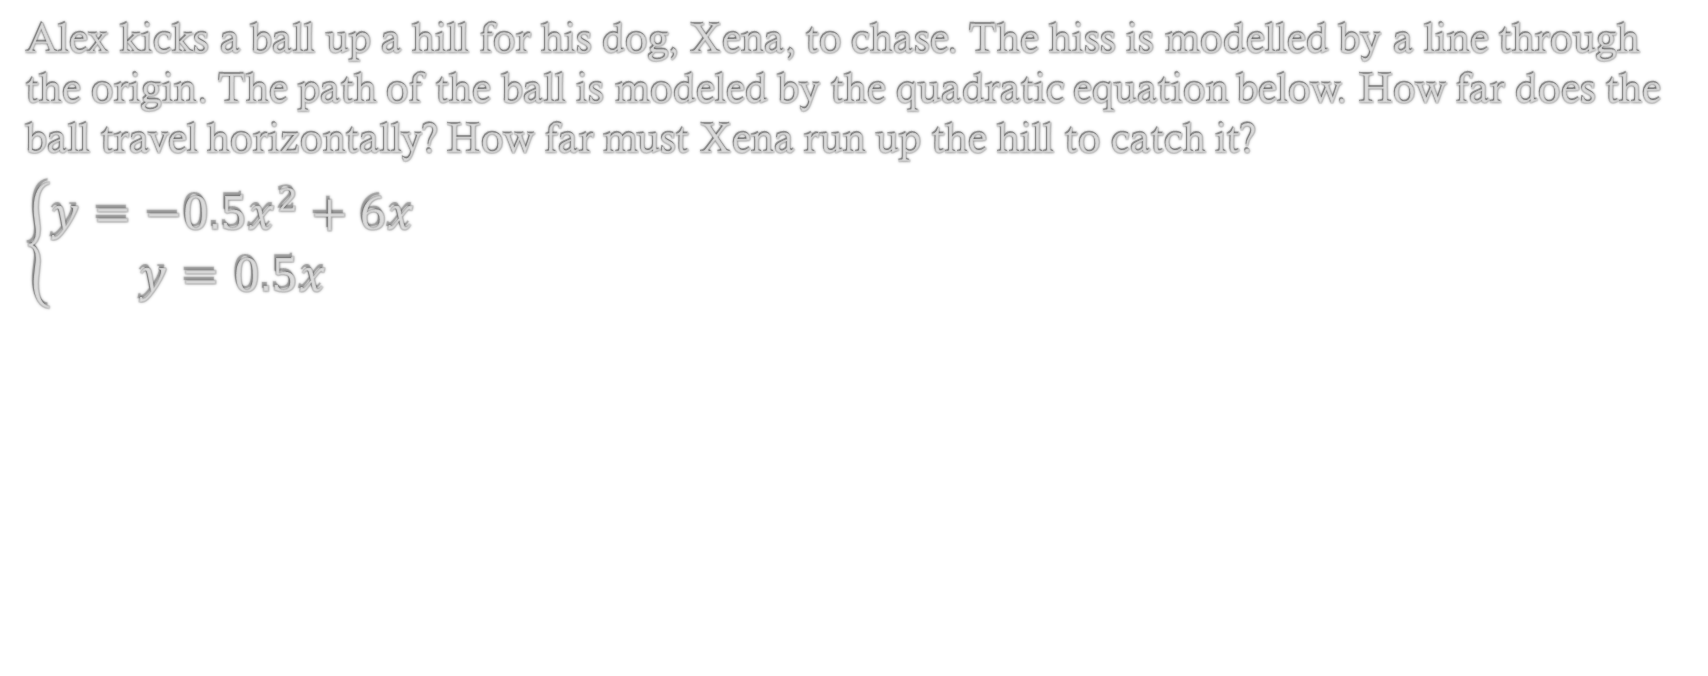 Alex kicks a ball up a hill for his dog, Xena, to chase. The hiss is modelled by a line through
the origin. The path of the ball is modeled by the quadratic equation below. How far does the
ball travel horizontally? How far must Xena run up the hill to catch it?
{y = −0.5x² + 6x
y = 0.5x